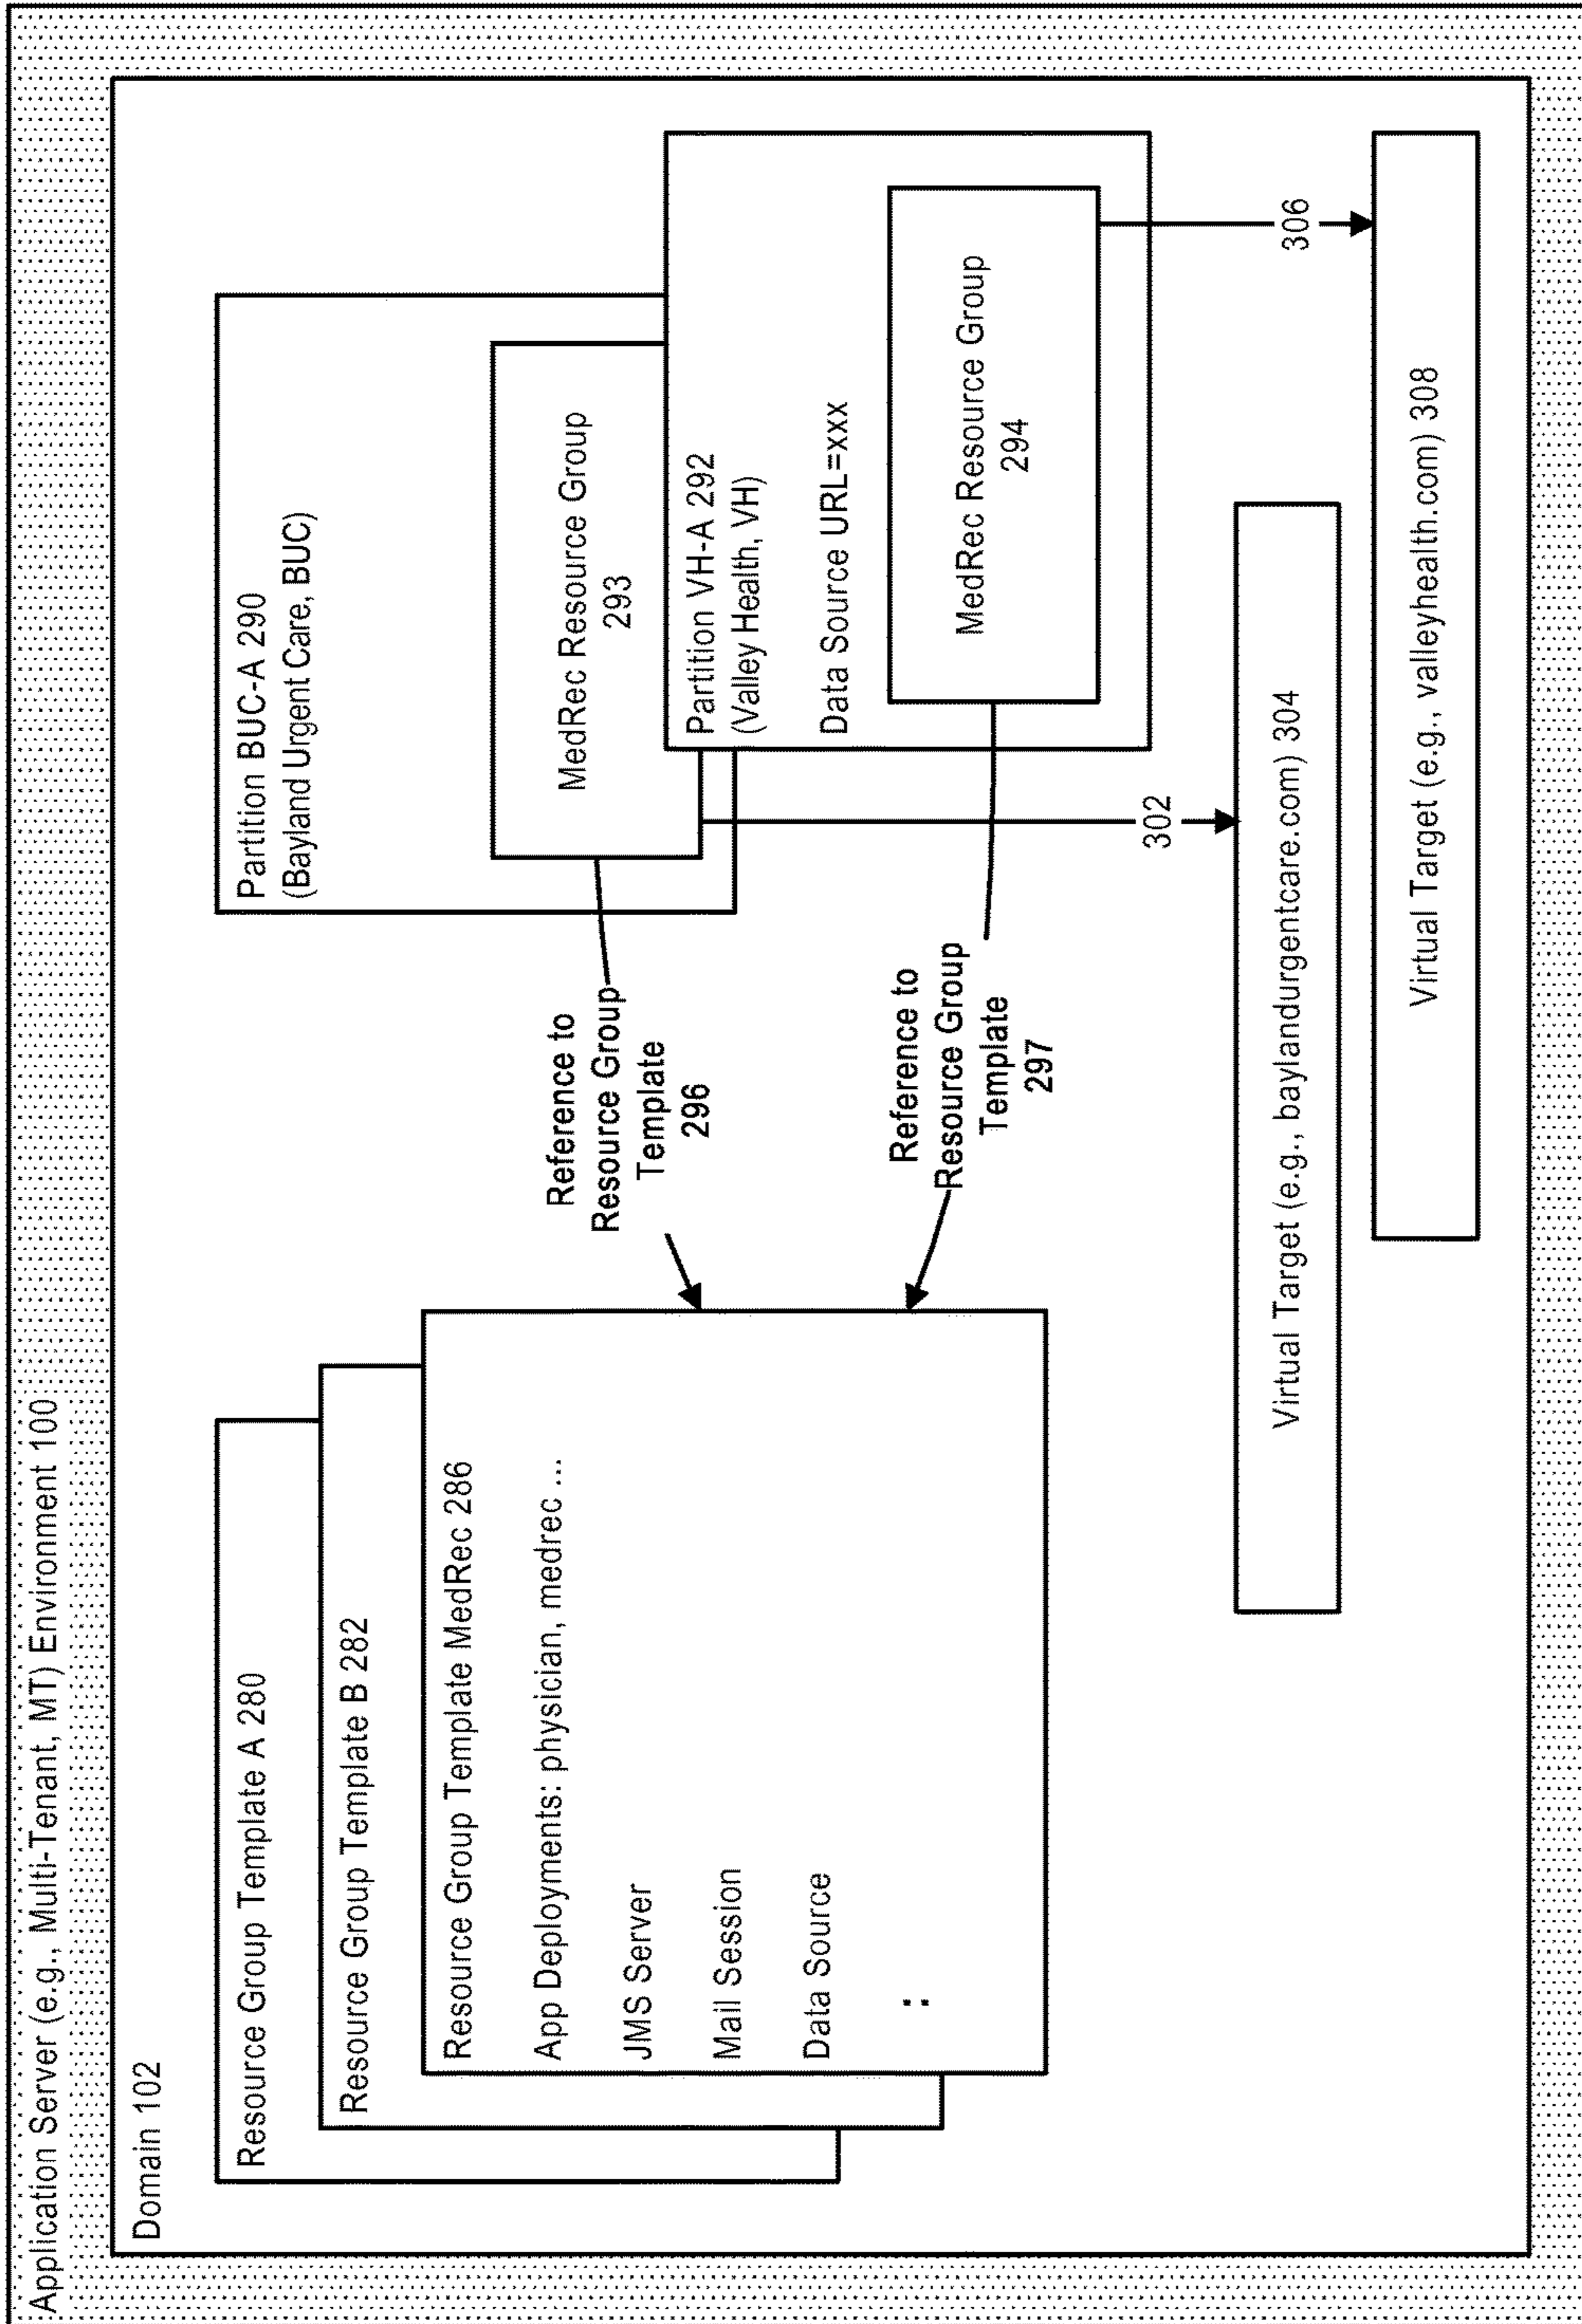 Application Server (e.g., Multi-Tenant, MT) Environment 100
Domain 102
Resource Group Template A 280
Resource Group Template B 282
Resource Group Template MedRec 286
App Deployments: physician, medrec ...
JMS Server
Mail Session
Data Source
:
Reference to
Resource Group
Template
296
Reference to
Resource Group
Template
297
Partition BUC-A 290
(Bayland Urgent Care, BUC)
MedRec Resource Group
293
Partition VH-A 292
(Valley Health, VH)
Data Source URL=xxx
MedRec Resource Group
294
302
306
Virtual Target (e.g., baylandurgentcare.com) 304
Virtual Target (e.g., valleyhealth.com) 308